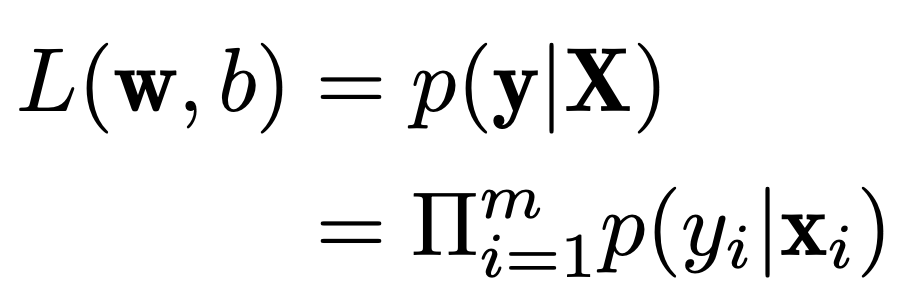 L(𝐰, b) = p(𝐲|𝐗)
= Π_{i=1}^{m} p(y_i|𝐱_i)